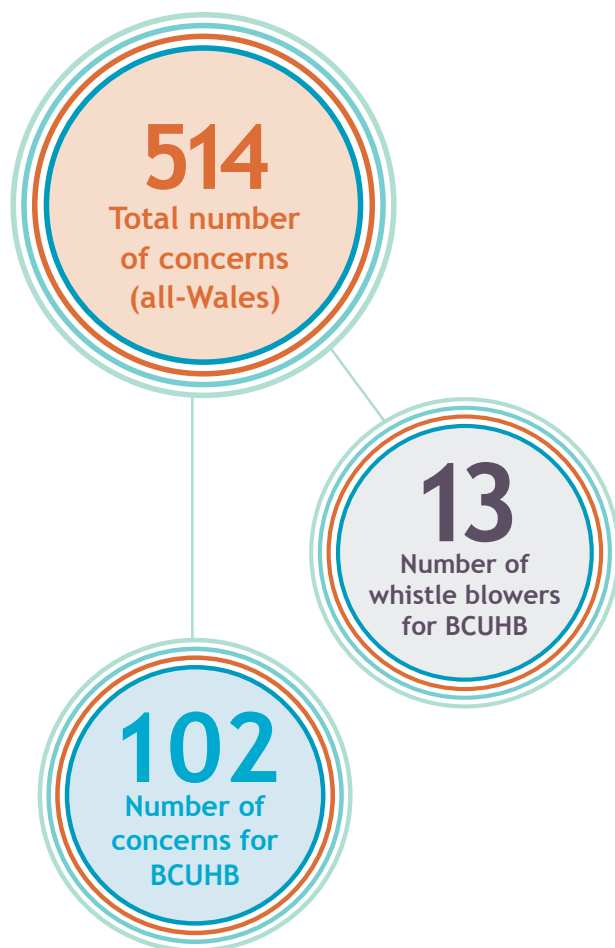 514
Total number
of concerns
(all-Wales)
13
Number of
whistle blowers
for BCUHB
102
Number of
concerns for
BCUHB